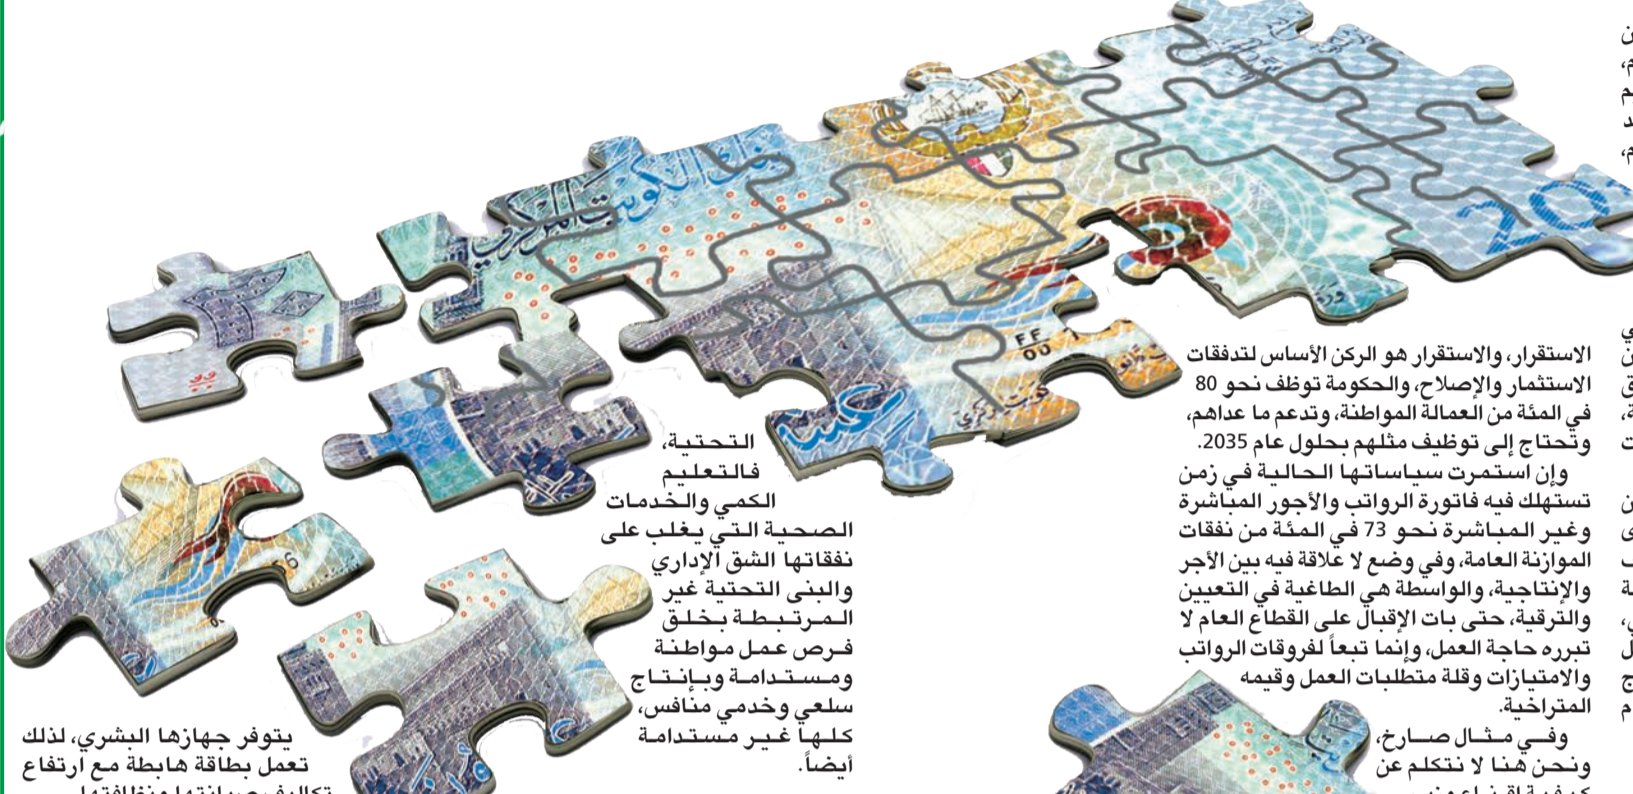 الاستقرار، والاستقرار هو الركن الأساس لتدفقات
الاستثمار والإصلاح، والحكومة توظف نحو 80
في المئة من العمالة المواطنة، وتدعم ما عداهم،
وتحتاج إلى توظيف مثلهم بحلول عام 2035.
وإن استمرت سياساتها الحالية في زمن
تستهلك فيه فاتورة الرواتب والأجور المباشرة
وغير المباشرة نحو 73 في المئة من نفقات
الموازنة العامة، وفي وضع لا علاقة فيه بين الأجر
والإنتاجية، والواسطة هي الطاغية في التعيين
والترقية، حتى بات الإقبال على القطاع العام لا
تبرره حاجة العمل، وإنما تبعاً لفروقات الرواتب
والامتيازات وقلة متطلبات العمل وقيمه
المتراخية.
وفي مثال صارخ،
ونحن هنا لا نتكلم عن
التحتية،
فالتعليم
الكمي والخدمات
الصحية التي يغلب على
نفقاتها الشق الإداري
والبنى التحتية غير
المرتبطة بخلق
فرص عمل مواطنة
ومستدامة وبإنتاج
سلعي وخدمي منافس،
كلها غير مستدامة
أيضاً.
يتوفر جهازها البشري، لذلك
تعمل بطاقة هابطة مع ارتفاع
بنك الكويت المركزي
20
FF
00